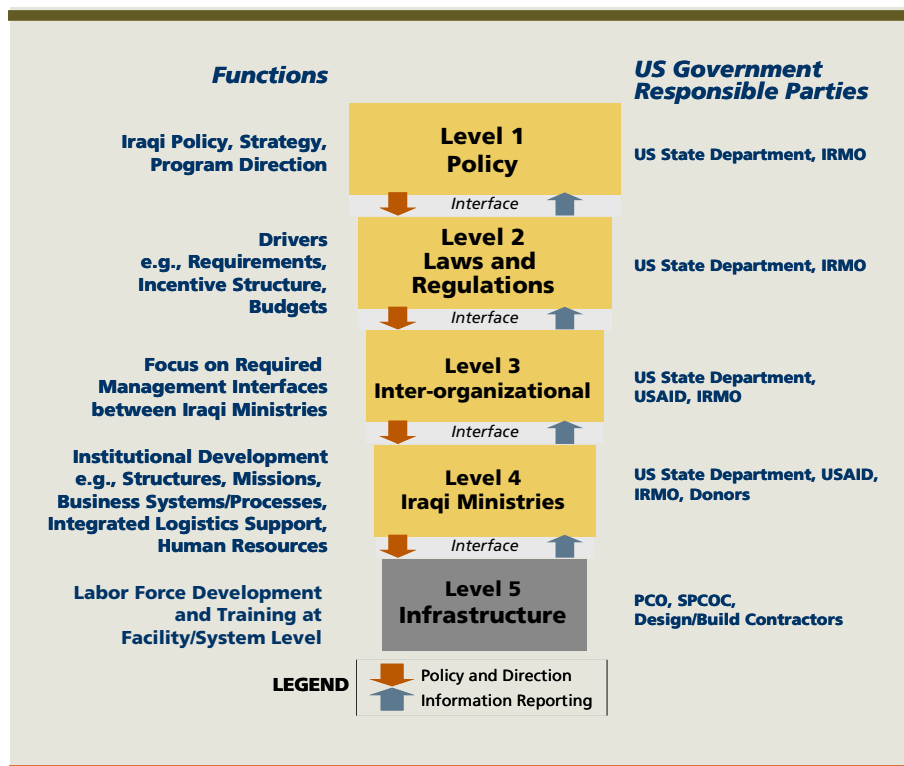 Functions
US Government
Responsible Parties
Iraqi Policy, Strategy,
Program Direction
Level 1
Policy
US State Department, IRMO
Interface
Drivers
e.g., Requirements,
Incentive Structure,
Budgets
Level 2
Laws and
Regulations
US State Department, IRMO
Interface
Focus on Required
Management Interfaces
between Iraqi Ministries
Level 3
Inter-organizational
US State Department,
USAID, IRMO
Interface
Institutional Development
e.g., Structures, Missions,
Business Systems/Processes,
Integrated Logistics Support,
Human Resources
Level 4
Iraqi Ministries
US State Department, USAID,
IRMO, Donors
Interface
Labor Force Development
and Training at
Facility/System Level
Level 5
Infrastructure
PCO, SPCOC,
Design/Build Contractors
LEGEND
Policy and Direction
Information Reporting